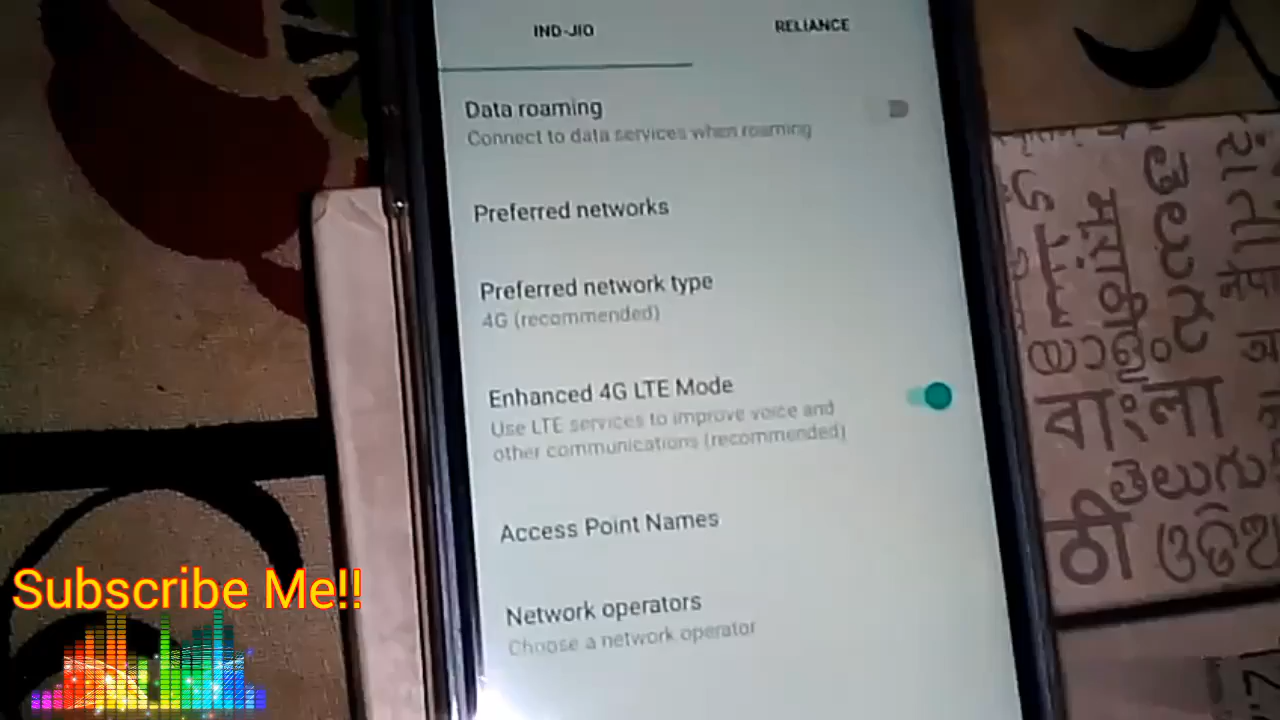 IND-JIO
RELIANCE
Data roaming
Connect to data services when roaming
Preferred networks
Preferred network type
4G (recommended)
Enhanced 4G LTE Mode
Use LTE services to improve voice and
other communications (recommended)
Access Point Names
Network operators
Choose a network operator
Subscribe Me!!
తెలుగు
मराठी
বাংলা
తెలుగు
ଓଡିଆ